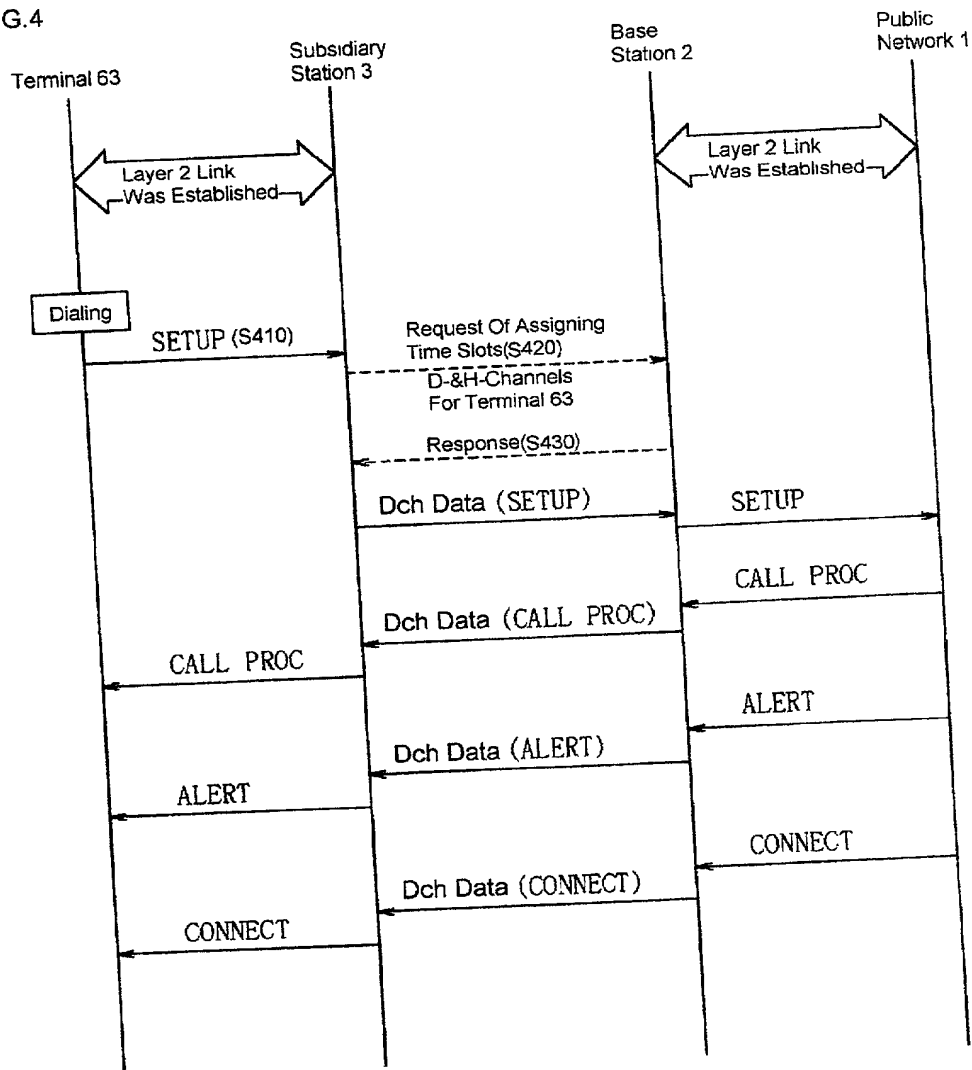 G.4
Terminal 63
Subsidiary
Station 3
Base
Station 2
Public
Network 1
Layer 2 Link
Was Established
Layer 2 Link
Was Established
Dialing
SETUP (S410)
Request Of Assigning
Time Slots(S420)
D-&H-Channels
For Terminal 63
Response(S430)
Dch Data (SETUP)
SETUP
CALL PROC
Dch Data (CALL PROC)
CALL PROC
ALERT
Dch Data (ALERT)
ALERT
CONNECT
Dch Data (CONNECT)
CONNECT